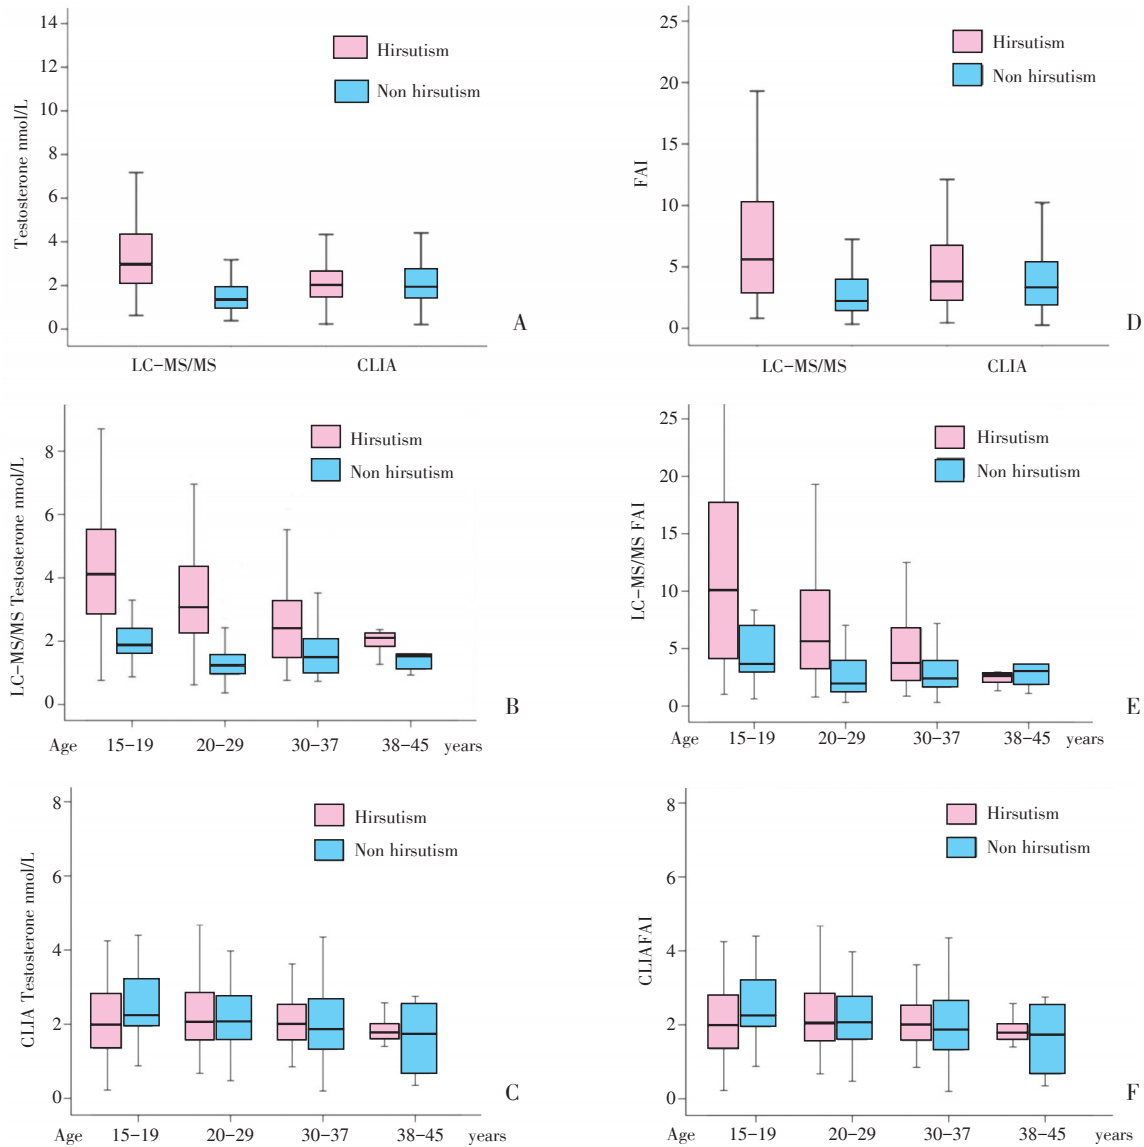 14
12
10
8
6
4
2
0
Testosterone nmol/L
Hirsutism
Non hirsutism
LC-MS/MS
CLIA
A
25
20
15
10
5
0
FAI
Hirsutism
Non hirsutism
LC-MS/MS
CLIA
D
8
6
4
2
0
LC-MS/MS Testosterone nmol/L
Hirsutism
Non hirsutism
Age 15-19 20-29 30-37 38-45 years
B
25
20
15
10
5
0
LC-MS/MS FAI
Hirsutism
Non hirsutism
Age 15-19 20-29 30-37 38-45 years
E
8
6
4
2
0
CLIA Testosterone nmol/L
Hirsutism
Non hirsutism
Age 15-19 20-29 30-37 38-45 years
C
8
6
4
2
0
CLIAFAI
Hirsutism
Non hirsutism
Age 15-19 20-29 30-37 38-45 years
F